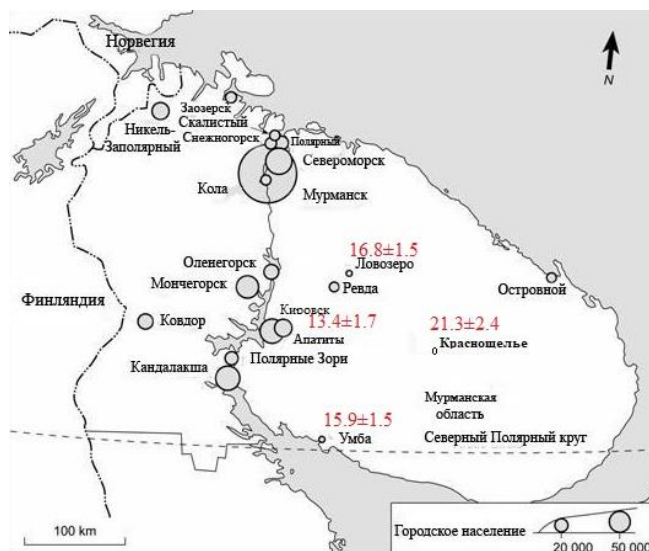 Норвегия
N
Заозерск
Скалистый
Снежногорск
Полярный
Никель-
Заполярный
Североморск
Кола
Мурманск
16.8±1.5
Оленегорск
Ловозеро
Мончегорск
Ревда
Островной
Финляндия
13.4±1.7
21.3±2.4
Ковдор
Кировск
Апатиты
Краснощелье
Полярные Зори
Кандалакша
Мурманская
область
15.9±1.5
Умба
Северный Полярный круг
100 km
Городское население
20 000
50 000